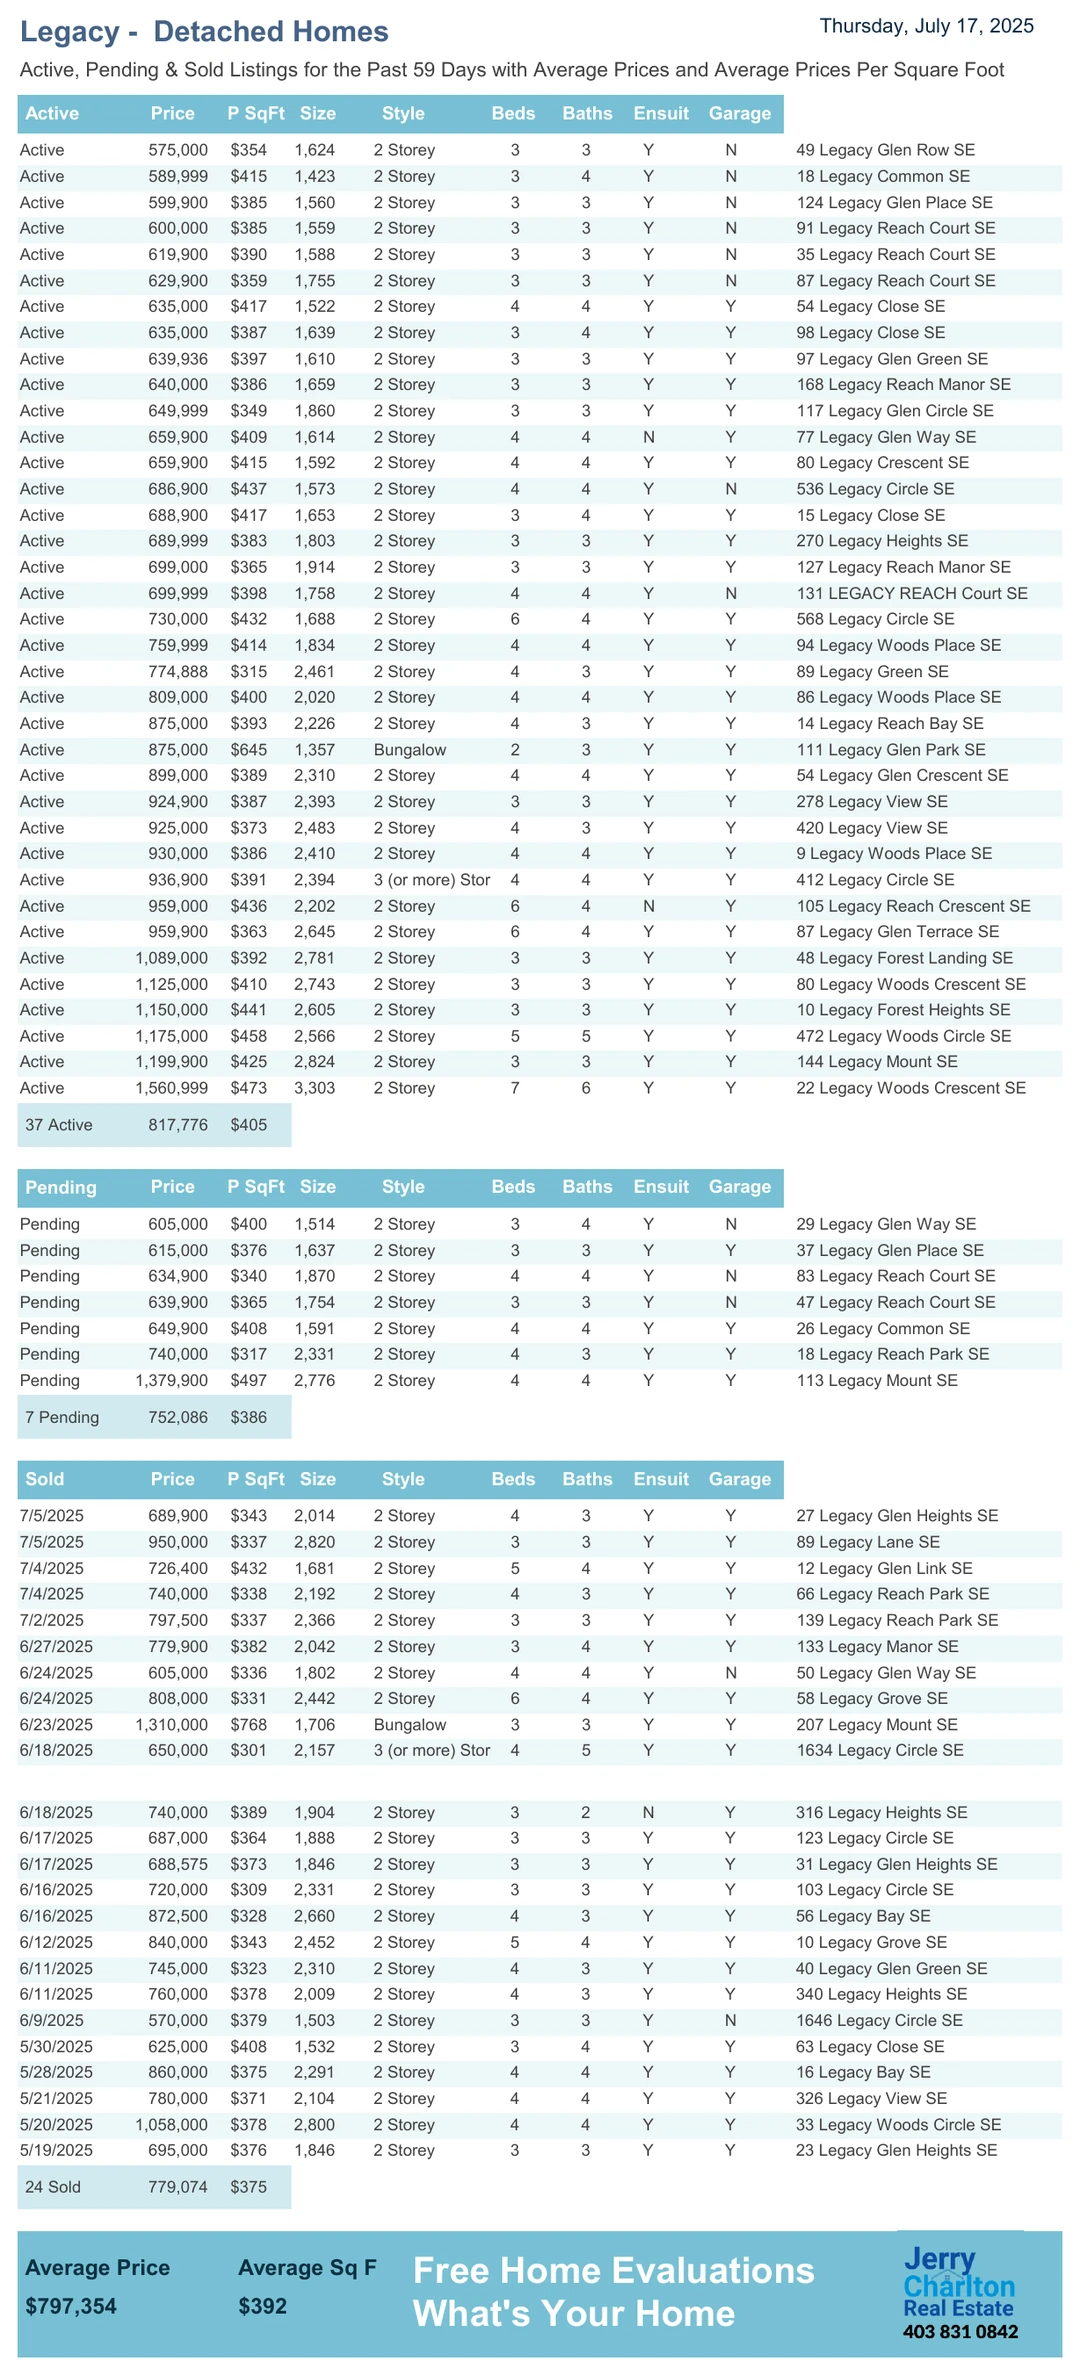 Legacy -  Detached Homes
Thursday, July 17, 2025
Active, Pending & Sold Listings for the Past 59 Days with Average Prices and Average Prices Per Square Foot
Active Price P SqFt Size Style Beds Baths Ensuit Garage
Active 575,000 $354 1,624 2 Storey 3 3 Y N 49 Legacy Glen Row SE
Active 589,999 $415 1,423 2 Storey 3 4 Y N 18 Legacy Common SE
Active 599,900 $385 1,560 2 Storey 3 3 Y N 124 Legacy Glen Place SE
Active 600,000 $385 1,559 2 Storey 3 3 Y N 91 Legacy Reach Court SE
Active 619,900 $390 1,588 2 Storey 3 3 Y N 35 Legacy Reach Court SE
Active 629,900 $359 1,755 2 Storey 3 3 Y N 87 Legacy Reach Court SE
Active 635,000 $417 1,522 2 Storey 4 4 Y Y 54 Legacy Close SE
Active 635,000 $387 1,639 2 Storey 3 4 Y Y 98 Legacy Close SE
Active 639,936 $397 1,610 2 Storey 3 3 Y Y 97 Legacy Glen Green SE
Active 640,000 $386 1,659 2 Storey 3 3 Y Y 168 Legacy Reach Manor SE
Active 649,999 $349 1,860 2 Storey 3 3 Y Y 117 Legacy Glen Circle SE
Active 659,900 $409 1,614 2 Storey 4 4 N Y 77 Legacy Glen Way SE
Active 659,900 $415 1,592 2 Storey 4 4 Y Y 80 Legacy Crescent SE
Active 686,900 $437 1,573 2 Storey 4 4 Y N 536 Legacy Circle SE
Active 688,900 $417 1,653 2 Storey 3 4 Y Y 15 Legacy Close SE
Active 689,999 $383 1,803 2 Storey 3 3 Y Y 270 Legacy Heights SE
Active 699,000 $365 1,914 2 Storey 3 3 Y Y 127 Legacy Reach Manor SE
Active 699,999 $398 1,758 2 Storey 4 4 Y N 131 LEGACY REACH Court SE
Active 730,000 $432 1,688 2 Storey 6 4 Y Y 568 Legacy Circle SE
Active 759,999 $414 1,834 2 Storey 4 4 Y Y 94 Legacy Woods Place SE
Active 774,888 $315 2,461 2 Storey 4 3 Y Y 89 Legacy Green SE
Active 809,000 $400 2,020 2 Storey 4 4 Y Y 86 Legacy Woods Place SE
Active 875,000 $393 2,226 2 Storey 4 3 Y Y 14 Legacy Reach Bay SE
Active 875,000 $645 1,357 Bungalow 2 3 Y Y 111 Legacy Glen Park SE
Active 899,000 $389 2,310 2 Storey 4 4 Y Y 54 Legacy Glen Crescent SE
Active 924,900 $387 2,393 2 Storey 3 3 Y Y 278 Legacy View SE
Active 925,000 $373 2,483 2 Storey 4 3 Y Y 420 Legacy View SE
Active 930,000 $386 2,410 2 Storey 4 4 Y Y 9 Legacy Woods Place SE
Active 936,900 $391 2,394 3 (or more) Stor 4 4 Y Y 412 Legacy Circle SE
Active 959,000 $436 2,202 2 Storey 6 4 N Y 105 Legacy Reach Crescent SE
Active 959,900 $363 2,645 2 Storey 6 4 Y Y 87 Legacy Glen Terrace SE
Active 1,089,000 $392 2,781 2 Storey 3 3 Y Y 48 Legacy Forest Landing SE
Active 1,125,000 $410 2,743 2 Storey 3 3 Y Y 80 Legacy Woods Crescent SE
Active 1,150,000 $441 2,605 2 Storey 3 3 Y Y 10 Legacy Forest Heights SE
Active 1,175,000 $458 2,566 2 Storey 5 5 Y Y 472 Legacy Woods Circle SE
Active 1,199,900 $425 2,824 2 Storey 3 3 Y Y 144 Legacy Mount SE
Active 1,560,999 $473 3,303 2 Storey 7 6 Y Y 22 Legacy Woods Crescent SE
37 Active 817,776 $405
Pending Price P SqFt Size Style Beds Baths Ensuit Garage
Pending 605,000 $400 1,514 2 Storey 3 4 Y N 29 Legacy Glen Way SE
Pending 615,000 $376 1,637 2 Storey 3 3 Y Y 37 Legacy Glen Place SE
Pending 634,900 $340 1,870 2 Storey 4 4 Y N 83 Legacy Reach Court SE
Pending 639,900 $365 1,754 2 Storey 3 3 Y N 47 Legacy Reach Court SE
Pending 649,900 $408 1,591 2 Storey 4 4 Y Y 26 Legacy Common SE
Pending 740,000 $317 2,331 2 Storey 4 3 Y Y 18 Legacy Reach Park SE
Pending 1,379,900 $497 2,776 2 Storey 4 4 Y Y 113 Legacy Mount SE
7 Pending 752,086 $386
Sold Price P SqFt Size Style Beds Baths Ensuit Garage
7/5/2025 689,900 $343 2,014 2 Storey 4 3 Y Y 27 Legacy Glen Heights SE
7/5/2025 950,000 $337 2,820 2 Storey 3 3 Y Y 89 Legacy Lane SE
7/4/2025 726,400 $432 1,681 2 Storey 5 4 Y Y 12 Legacy Glen Link SE
7/4/2025 740,000 $338 2,192 2 Storey 4 3 Y Y 66 Legacy Reach Park SE
7/2/2025 797,500 $337 2,366 2 Storey 3 3 Y Y 139 Legacy Reach Park SE
6/27/2025 779,900 $382 2,042 2 Storey 3 4 Y Y 133 Legacy Manor SE
6/24/2025 605,000 $336 1,802 2 Storey 4 4 Y N 50 Legacy Glen Way SE
6/24/2025 808,000 $331 2,442 2 Storey 6 4 Y Y 58 Legacy Grove SE
6/23/2025 1,310,000 $768 1,706 Bungalow 3 3 Y Y 207 Legacy Mount SE
6/18/2025 650,000 $301 2,157 3 (or more) Stor 4 5 Y Y 1634 Legacy Circle SE
6/18/2025 740,000 $389 1,904 2 Storey 3 2 N Y 316 Legacy Heights SE
6/17/2025 687,000 $364 1,888 2 Storey 3 3 Y Y 123 Legacy Circle SE
6/17/2025 688,575 $373 1,846 2 Storey 3 3 Y Y 31 Legacy Glen Heights SE
6/16/2025 720,000 $309 2,331 2 Storey 3 3 Y Y 103 Legacy Circle SE
6/16/2025 872,500 $328 2,660 2 Storey 4 3 Y Y 56 Legacy Bay SE
6/12/2025 840,000 $343 2,452 2 Storey 5 4 Y Y 10 Legacy Grove SE
6/11/2025 745,000 $323 2,310 2 Storey 4 3 Y Y 40 Legacy Glen Green SE
6/11/2025 760,000 $378 2,009 2 Storey 4 3 Y Y 340 Legacy Heights SE
6/9/2025 570,000 $379 1,503 2 Storey 3 3 Y N 1646 Legacy Circle SE
5/30/2025 625,000 $408 1,532 2 Storey 3 4 Y Y 63 Legacy Close SE
5/28/2025 860,000 $375 2,291 2 Storey 4 4 Y Y 16 Legacy Bay SE
5/21/2025 780,000 $371 2,104 2 Storey 4 4 Y Y 326 Legacy View SE
5/20/2025 1,058,000 $378 2,800 2 Storey 4 4 Y Y 33 Legacy Woods Circle SE
5/19/2025 695,000 $376 1,846 2 Storey 3 3 Y Y 23 Legacy Glen Heights SE
24 Sold 779,074 $375
Average Price Average Sq F
$797,354 $392
Free Home Evaluations
What's Your Home
Jerry
Charlton
Real Estate
403 831 0842